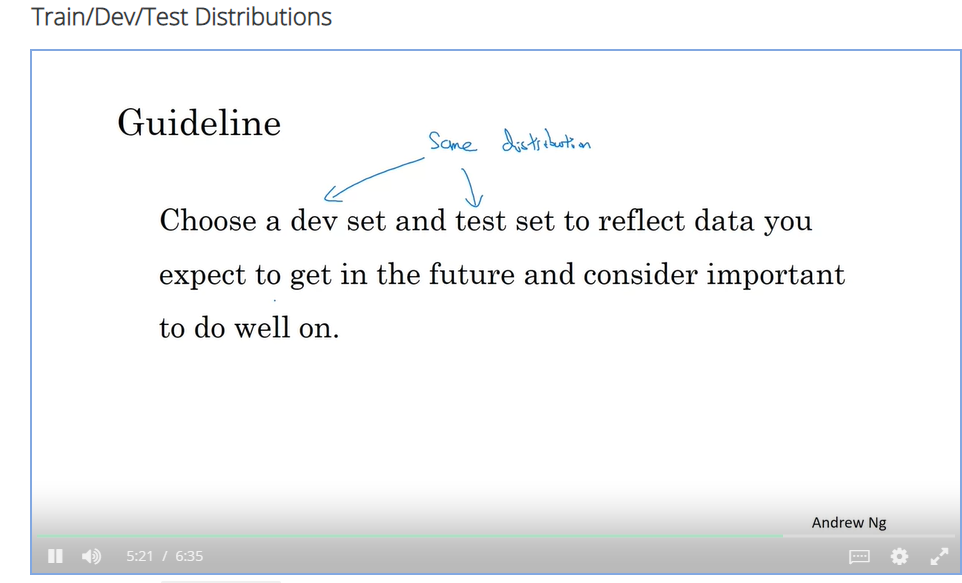 Train/Dev/Test Distributions
Guideline
Same distribution
Choose a dev set and test set to reflect data you
expect to get in the future and consider important
to do well on.
Andrew Ng
5:21 / 6:35